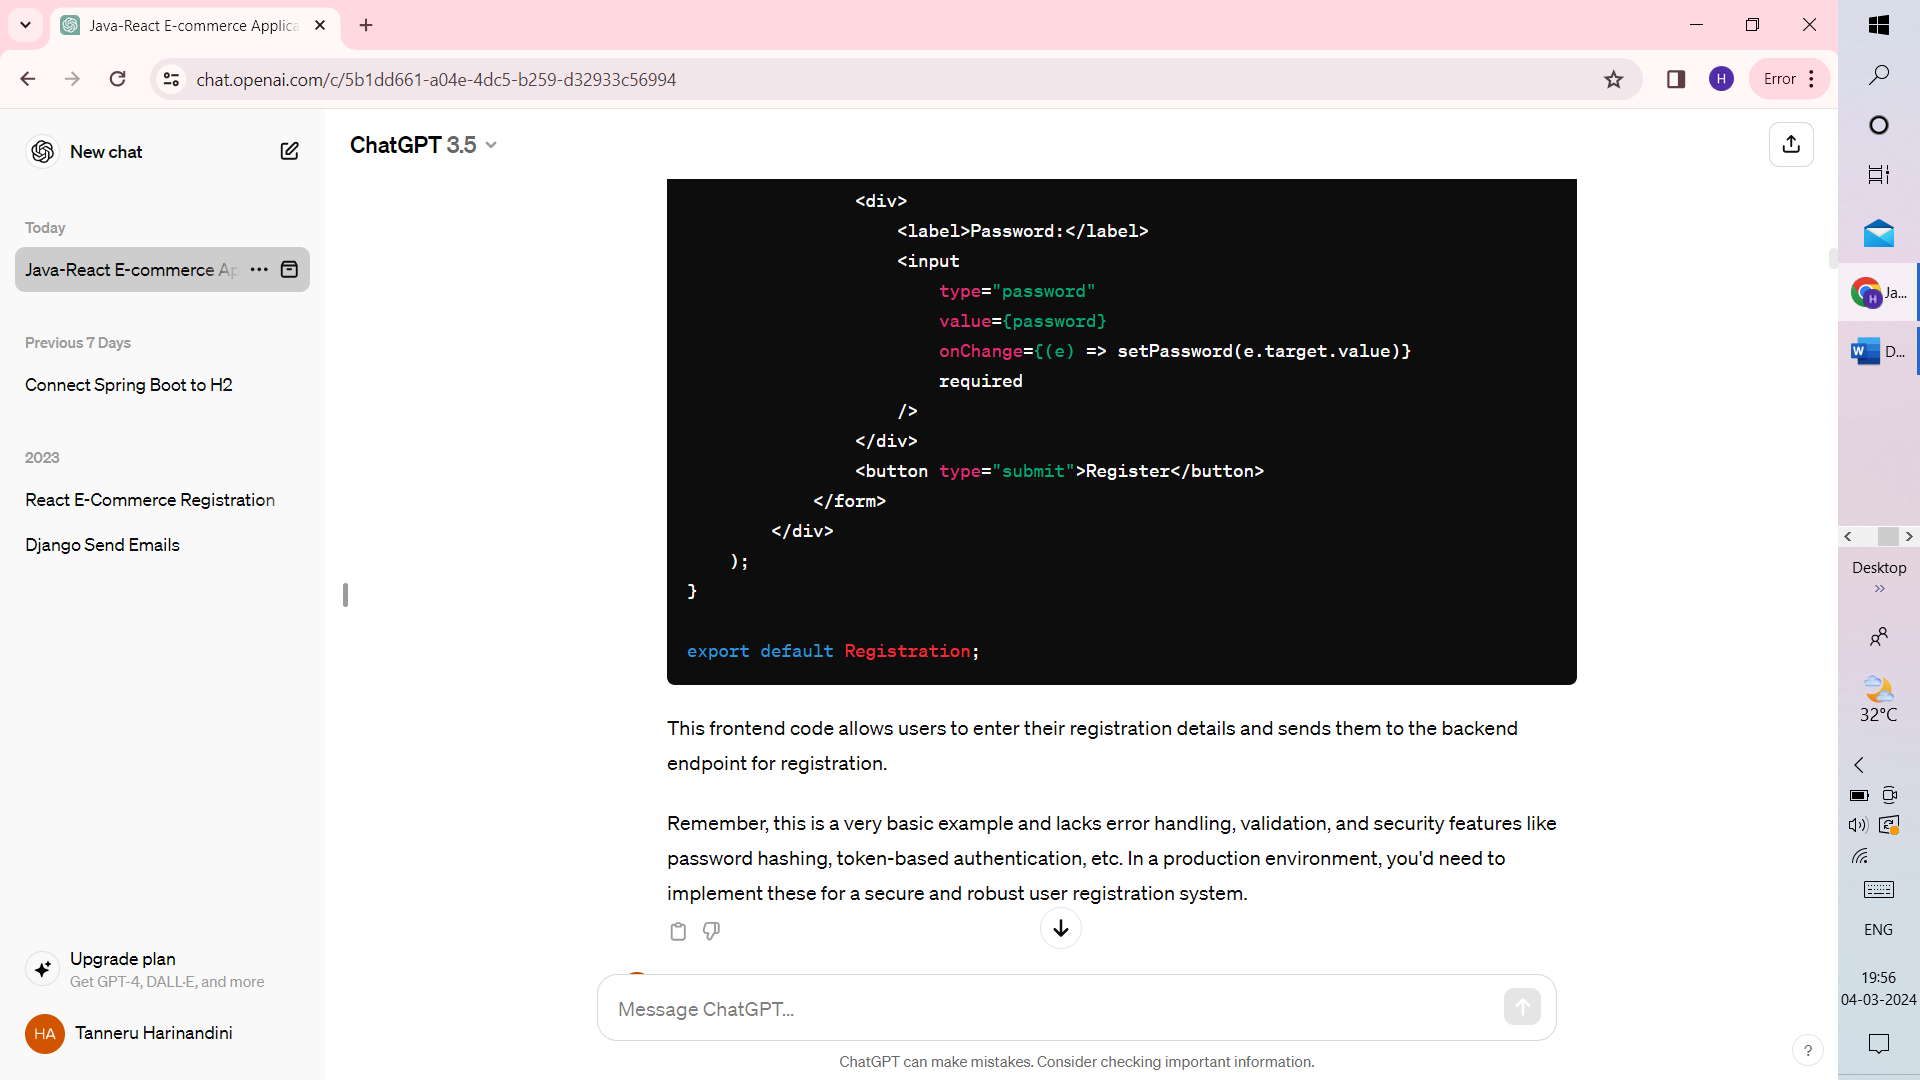 Java-React E-commerce Applica
chat.openai.com/c/5b1dd661-a04e-4dc5-b259-d32933c56994
H
Error
New chat
Today
Java-React E-commerce Ap
Previous 7 Days
Connect Spring Boot to H2
2023
React E-Commerce Registration
Django Send Emails
Upgrade plan
Get GPT-4, DALL·E, and more
HA
Tanneru Harinandini
ChatGPT 3.5
<div>
<label>Password:</label>
<input
type="password"
value={password}
onChange={(e) => setPassword(e.target.value)}
required
/>
</div>
<button type="submit">Register</button>
</form>
</div>
);
}
export default Registration;
This frontend code allows users to enter their registration details and sends them to the backend
endpoint for registration.
Remember, this is a very basic example and lacks error handling, validation, and security features like
password hashing, token-based authentication, etc. In a production environment, you'd need to
implement these for a secure and robust user registration system.
Message ChatGPT...
ChatGPT can make mistakes. Consider checking important information.
?
H
Ja...
W
D...
Desktop
32°C
ENG
19:56
04-03-2024